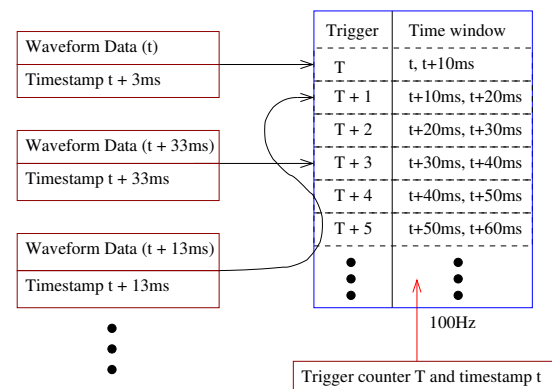 Waveform Data (t)
Timestamp t + 3ms
Waveform Data (t + 33ms)
Timestamp t + 33ms
Waveform Data (t + 13ms)
Timestamp t + 13ms
Trigger Time window
T t, t+10ms
T + 1 t+10ms, t+20ms
T + 2 t+20ms, t+30ms
T + 3 t+30ms, t+40ms
T + 4 t+40ms, t+50ms
T + 5 t+50ms, t+60ms
100Hz
Trigger counter T and timestamp t